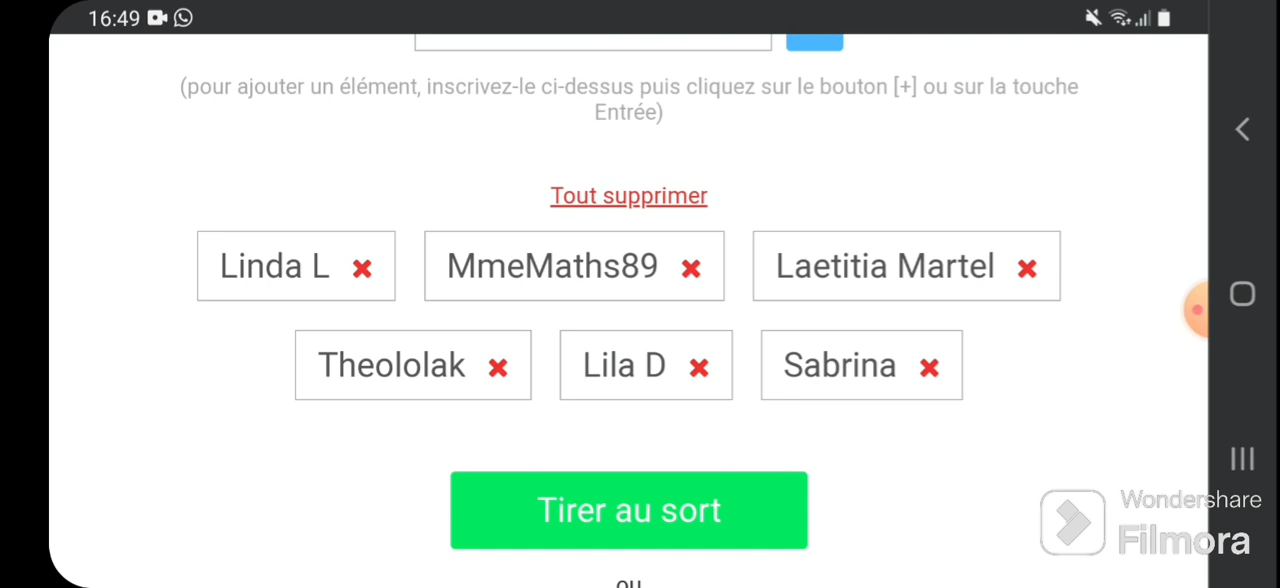 16:49
(pour ajouter un élément, inscrivez-le ci-dessus puis cliquez sur le bouton [+] ou sur la touche
Entrée)
Tout supprimer
Linda L MmeMaths89 Laetitia Martel
Theololak Lila D Sabrina
Tirer au sort
ou
Wondershare
Filmora